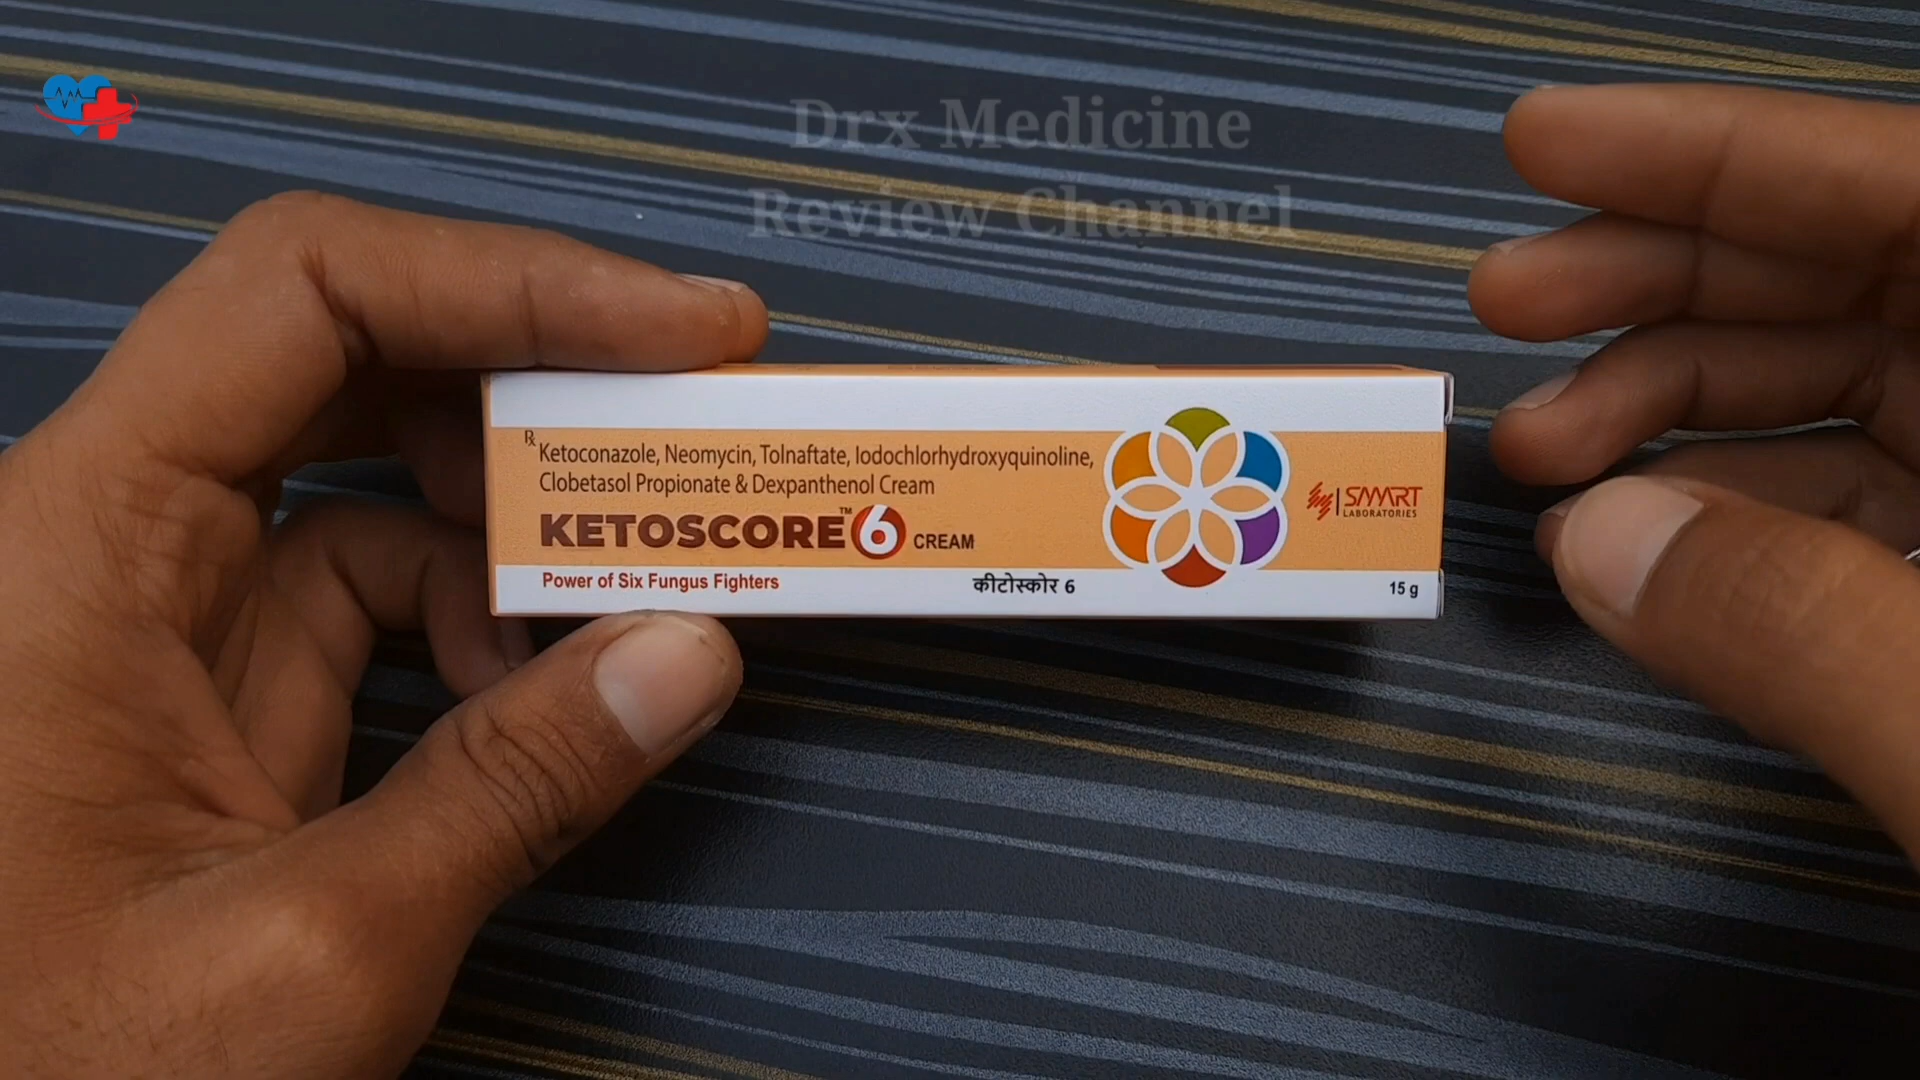 Drx Medicine
Review Channel
Rx Ketoconazole, Neomycin, Tolnaftate, Iodochlorhydroxyquinoline,
Clobetasol Propionate & Dexpanthenol Cream
KETOSCORE™ 6 CREAM
SMART
LABORATORIES
Power of Six Fungus Fighters
कीटोस्कोर 6
15 g